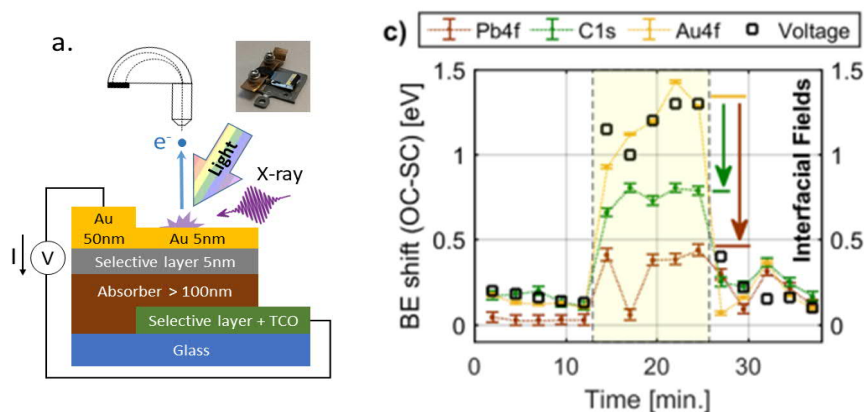 a.
e⁻
Light
X-ray
Au
50nm
Au 5nm
I
V
Selective layer 5nm
Absorber > 100nm
Selective layer + TCO
Glass
c)
Pb4f
C1s
Au4f
Voltage
BE shift (OC-SC) [eV]
1.5
1
0.5
0
0
10
20
30
Time [min.]
1.5
1
0.5
0
Interfacial Fields